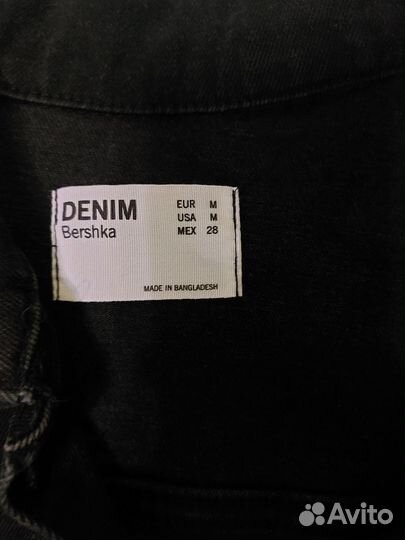 DENIM
Bershka
EUR M
USA M
MEX 28
MADE IN BANGLADESH
Avito